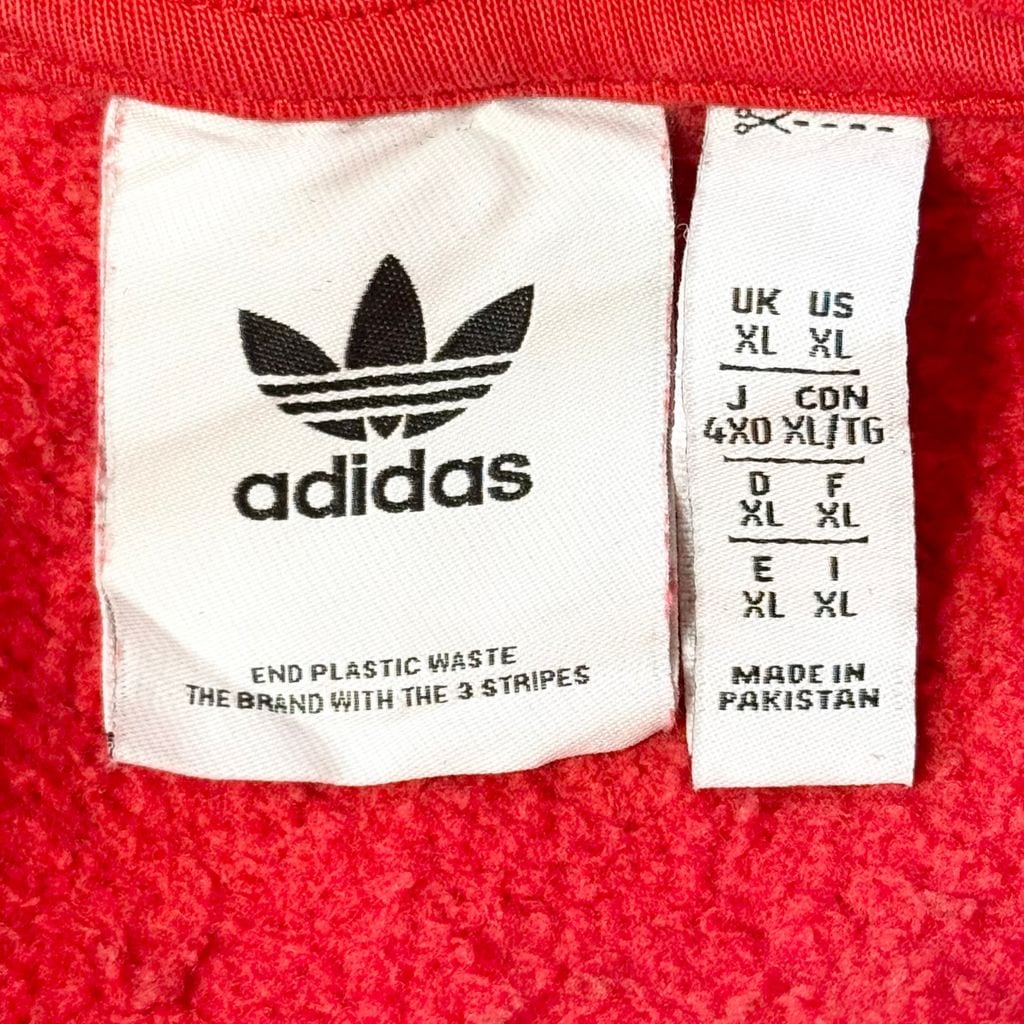 adidas
END PLASTIC WASTE
THE BRAND WITH THE 3 STRIPES
UK US
XL XL
J CDN
4XO XL/TG
D F
XL XL
E I
XL XL
MADE IN
PAKISTAN